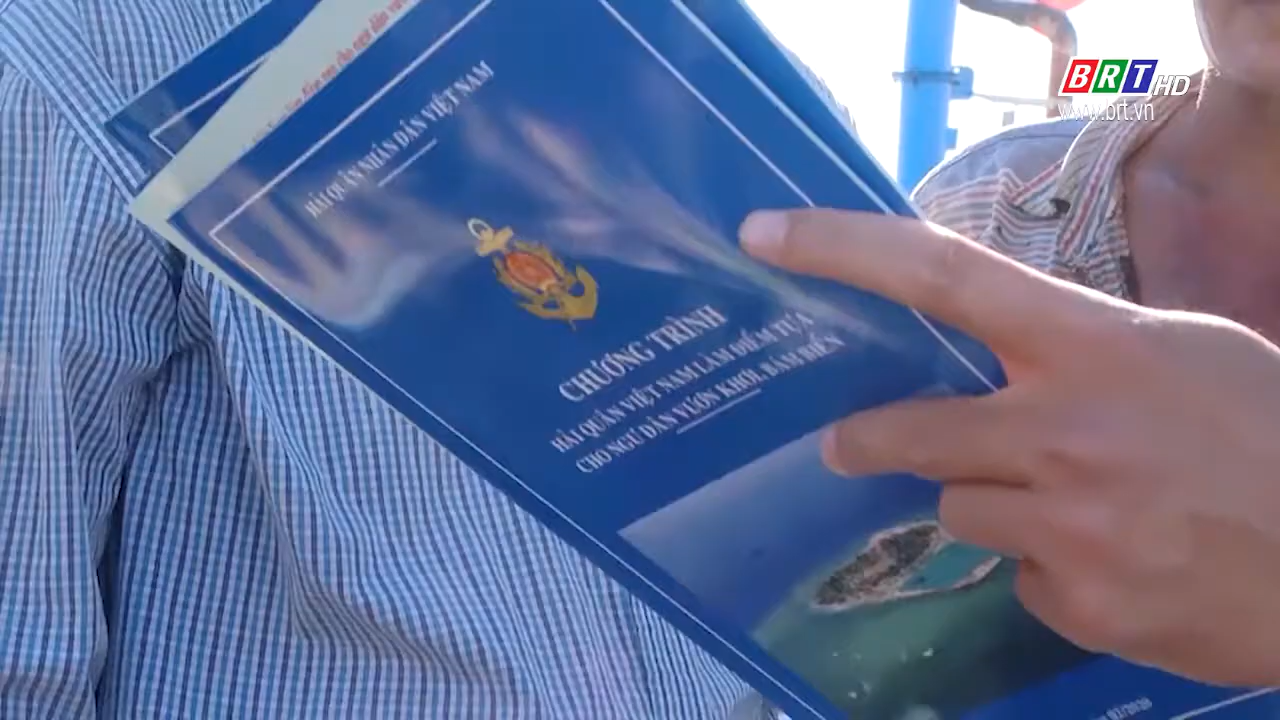 BRT HD
www.brt.vn
HẢI QUÂN NHÂN DÂN VIỆT NAM
CHƯƠNG TRÌNH
HẢI QUÂN VIỆT NAM LÀM ĐIỂM TỰA
CHO NGƯ DÂN VƯƠN KHƠI, BÁM BIỂN